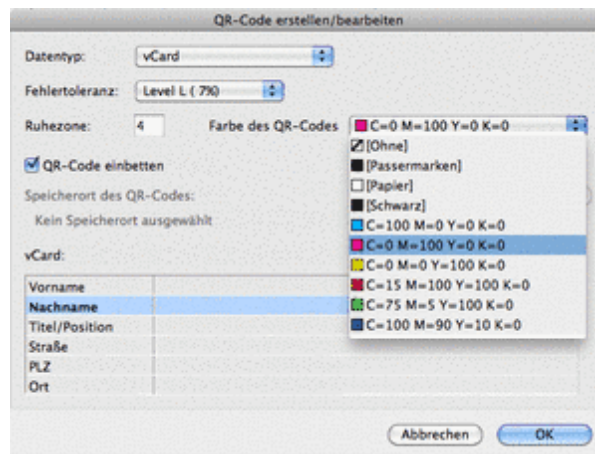 QR-Code erstellen/bearbeiten
Datentyp: vCard
Fehlertoleranz: Level L ( 7%)
Ruhezone: 4 Farbe des QR-Codes C=0 M=100 Y=0 K=0
[Ohne]
[Passermarken]
[Papier]
[Schwarz]
C=100 M=0 Y=0 K=0
C=0 M=100 Y=0 K=0
C=0 M=0 Y=100 K=0
C=15 M=100 Y=100 K=0
C=75 M=5 Y=100 K=0
C=100 M=90 Y=10 K=0
QR-Code einbetten
Speicherort des QR-Codes:
Kein Speicherort ausgewählt
vCard:
Vorname
Nachname
Titel/Position
Straße
PLZ
Ort
Abbrechen OK